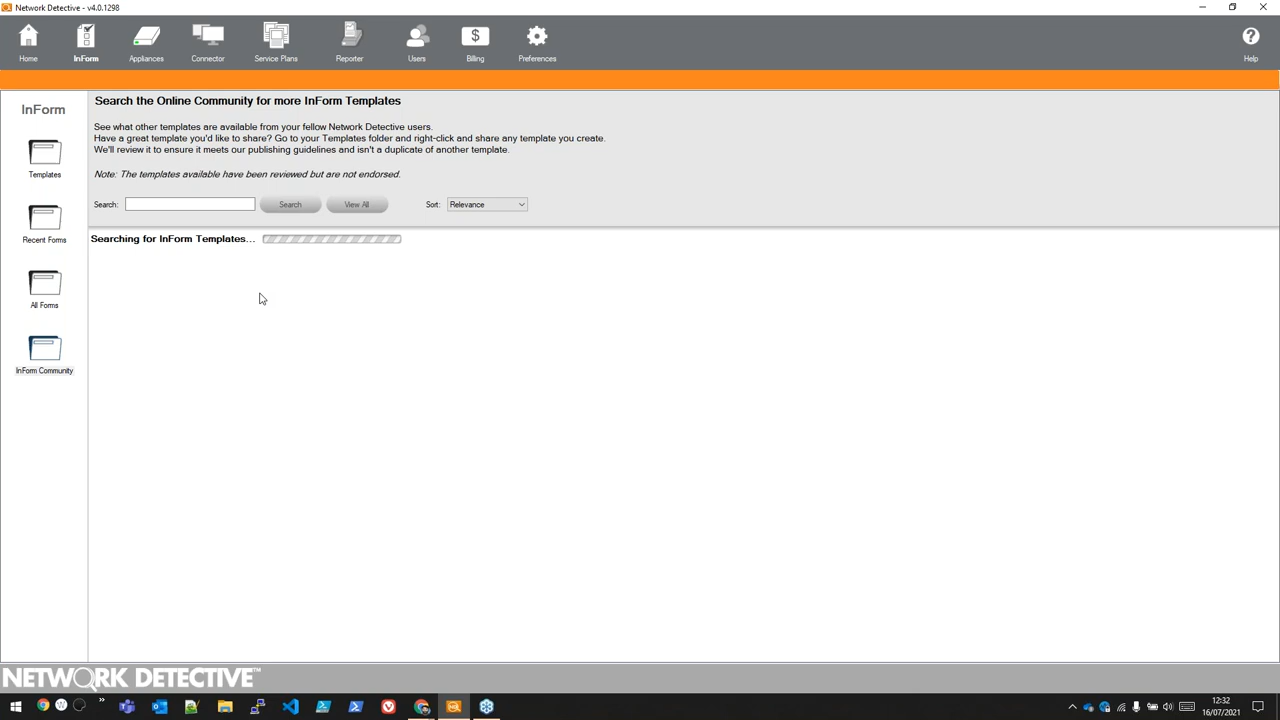 Network Detective - v4.0.1298
Home
InForm
Appliances
Connector
Service Plans
Reporter
Users
Billing
Preferences
Help
InForm
Templates
Recent Forms
All Forms
InForm Community
Search the Online Community for more InForm Templates
See what other templates are available from your fellow Network Detective users.
Have a great template you'd like to share? Go to your Templates folder and right-click and share any template you create.
We'll review it to ensure it meets our publishing guidelines and isn't a duplicate of another template.
Note: The templates available have been reviewed but are not endorsed.
Search:
Search
View All
Sort:
Relevance
Searching for InForm Templates...
NETWORK DETECTIVE™
12:32
16/07/2021